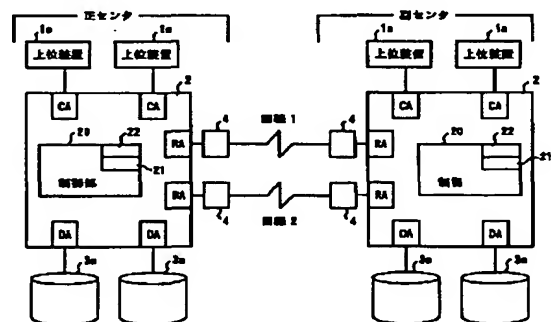 正センタ
副センタ
1a 1a 1a 1a
上位装置 上位装置 上位装置 上位装置
2 2
CA CA CA CA
20 22 20 22
RA 4 回線 1 4 RA
21 21
制御部 制御
RA 4 回線 2 4 RA
DA DA DA DA
3a 3a 3a 3a